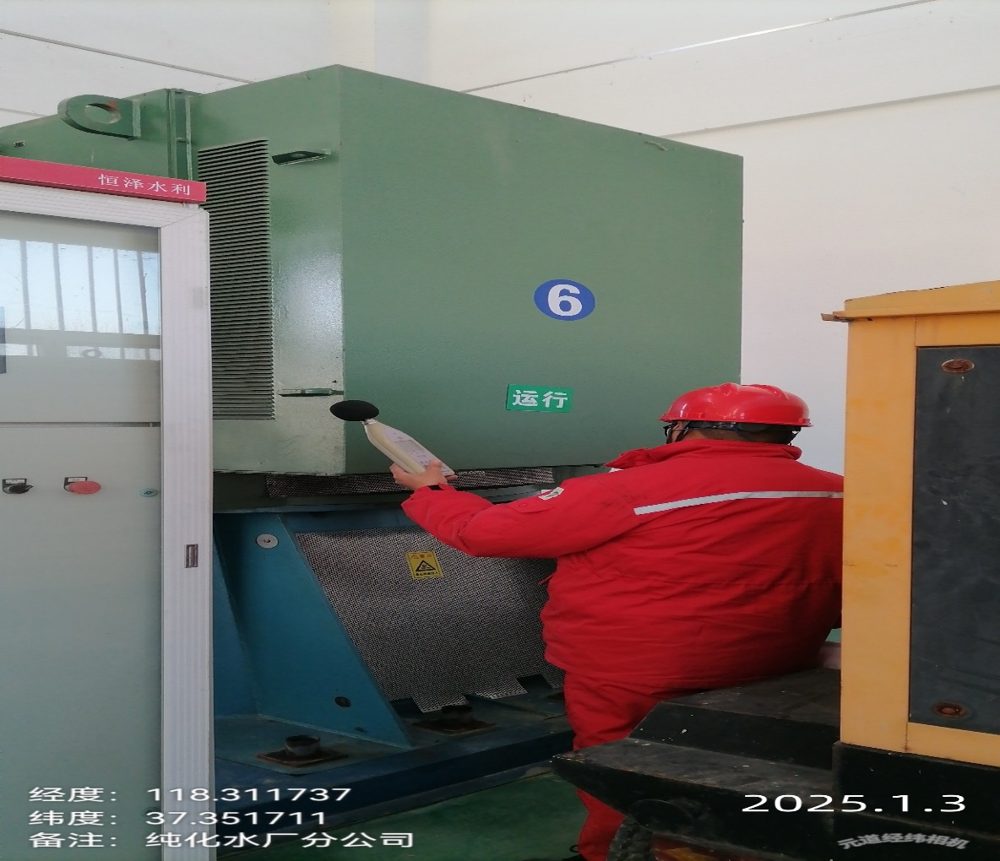 恒泽水利
6
运行
经度: 118.311737
纬度: 37.351711
备注: 纯化水厂分公司
2025.1.3
元道经纬相机